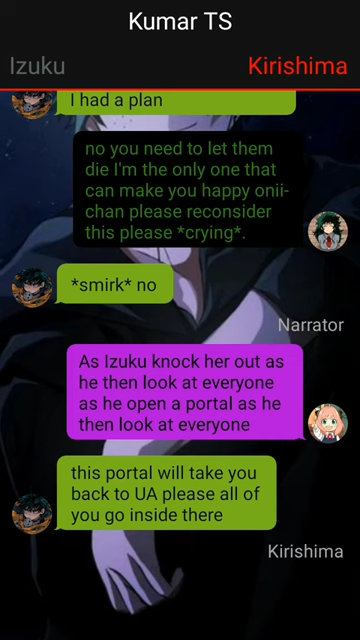 Kumar TS
Izuku
Kirishima
I had a plan
no you need to let them
die I'm the only one that
can make you happy onii-
chan please reconsider
this please *crying*.
*smirk* no
Narrator
As Izuku knock her out as
he then look at everyone
as he open a portal as he
then look at everyone
this portal will take you
back to UA please all of
you go inside there
Kirishima